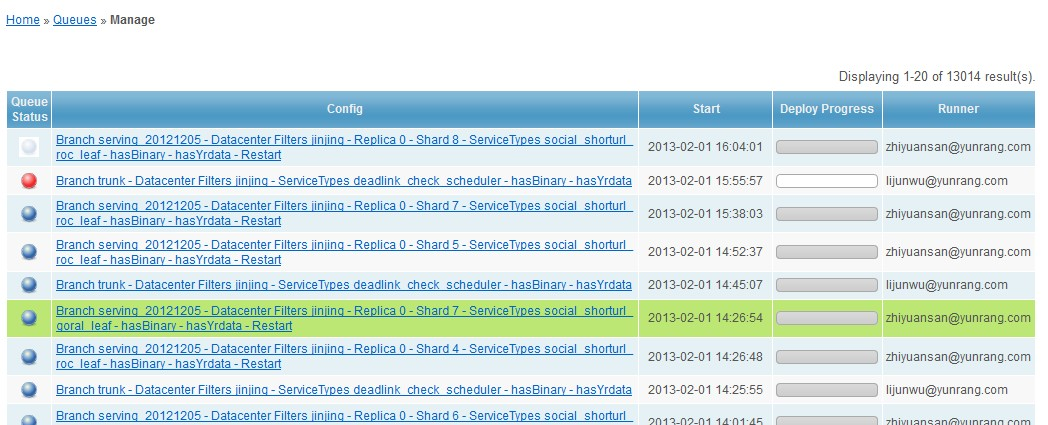 Home » Queues » Manage
Displaying 1-20 of 13014 result(s).
Queue Status Config Start Deploy Progress Runner
Branch serving_20121205 - Datacenter Filters jinjing - Replica 0 - Shard 8 - ServiceTypes social_shorturl_
roc_leaf - hasBinary - hasYrdata - Restart 2013-02-01 16:04:01 zhiyuansan@yunrang.com
Branch trunk - Datacenter Filters jinjing - ServiceTypes deadlink_check_scheduler - hasBinary - hasYrdata 2013-02-01 15:55:57 lijunwu@yunrang.com
Branch serving_20121205 - Datacenter Filters jinjing - Replica 0 - Shard 7 - ServiceTypes social_shorturl_
roc_leaf - hasBinary - hasYrdata - Restart 2013-02-01 15:38:03 zhiyuansan@yunrang.com
Branch serving_20121205 - Datacenter Filters jinjing - Replica 0 - Shard 5 - ServiceTypes social_shorturl_
roc_leaf - hasBinary - hasYrdata - Restart 2013-02-01 14:52:37 zhiyuansan@yunrang.com
Branch trunk - Datacenter Filters jinjing - ServiceTypes deadlink_check_scheduler - hasBinary - hasYrdata 2013-02-01 14:45:07 lijunwu@yunrang.com
Branch serving_20121205 - Datacenter Filters jinjing - Replica 0 - Shard 7 - ServiceTypes social_shorturl_
goral_leaf - hasBinary - hasYrdata - Restart 2013-02-01 14:26:54 zhiyuansan@yunrang.com
Branch serving_20121205 - Datacenter Filters jinjing - Replica 0 - Shard 4 - ServiceTypes social_shorturl_
roc_leaf - hasBinary - hasYrdata - Restart 2013-02-01 14:26:48 zhiyuansan@yunrang.com
Branch trunk - Datacenter Filters jinjing - ServiceTypes deadlink_check_scheduler - hasBinary - hasYrdata 2013-02-01 14:25:55 lijunwu@yunrang.com
Branch serving_20121205 - Datacenter Filters jinjing - Replica 0 - Shard 6 - ServiceTypes social_shorturl_ 2013-02-01 14:01:45 zhiyuansan@yunrang.com